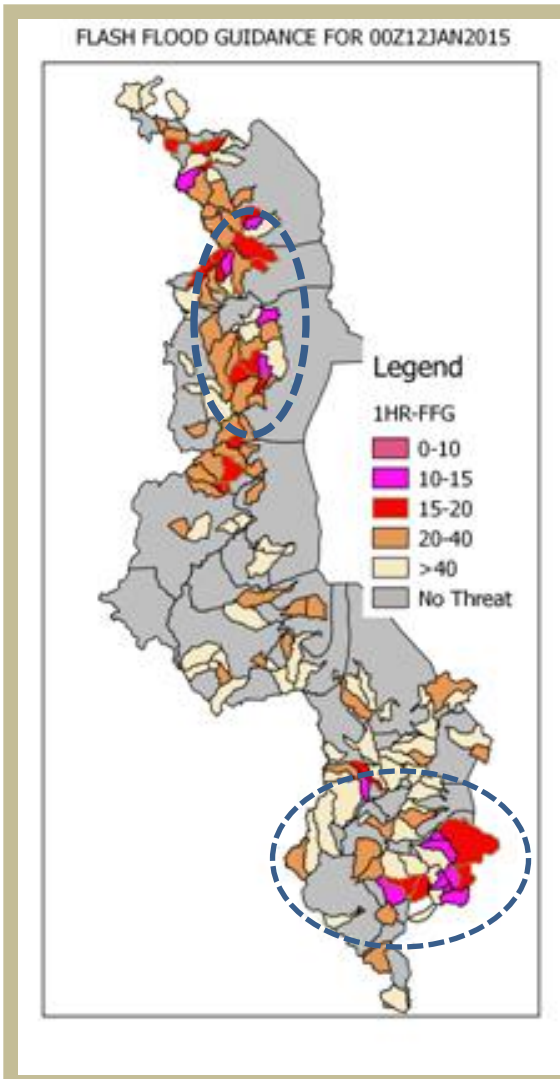 FLASH FLOOD GUIDANCE FOR 00Z12JAN2015
Legend
1HR-FFG
0-10
10-15
15-20
20-40
>40
No Threat